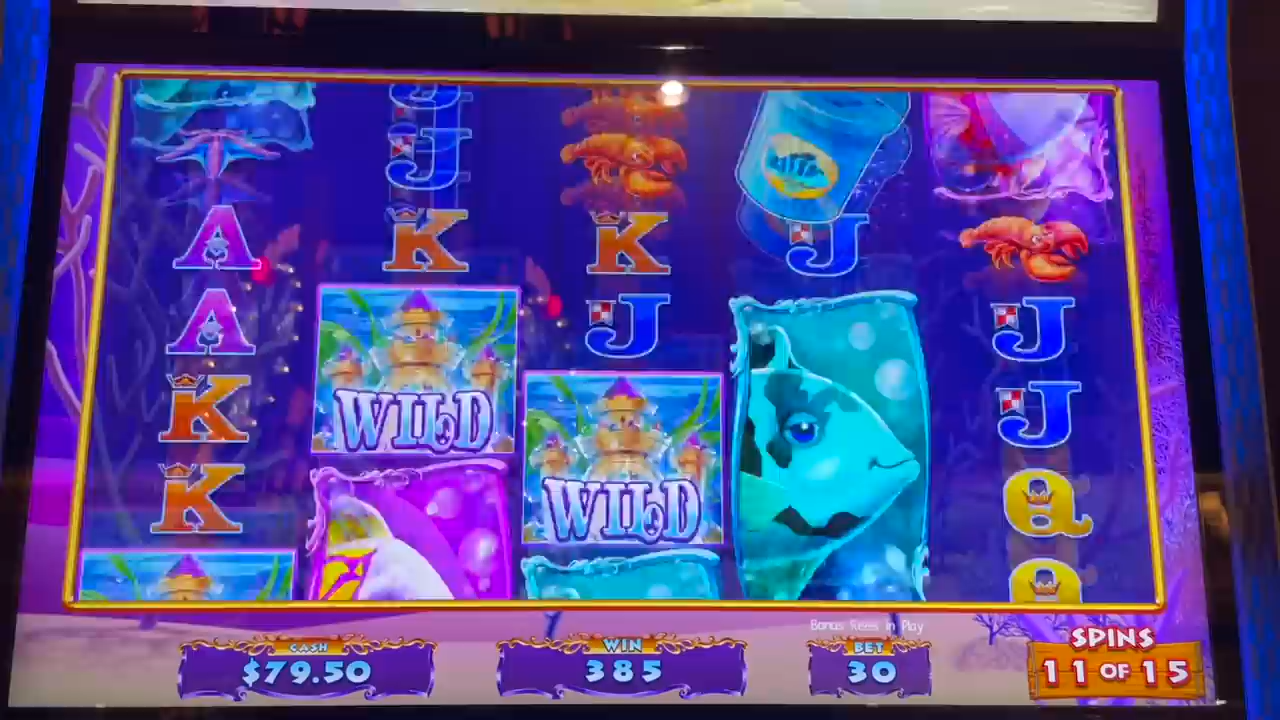 J
J
A
K
K
J
A
WILD
J
J
K
J
K
WILD
Q
Q
Bonus Reels in Play
CASH
WIN
BET
SPINS
$79.50
385
30
11 OF 15